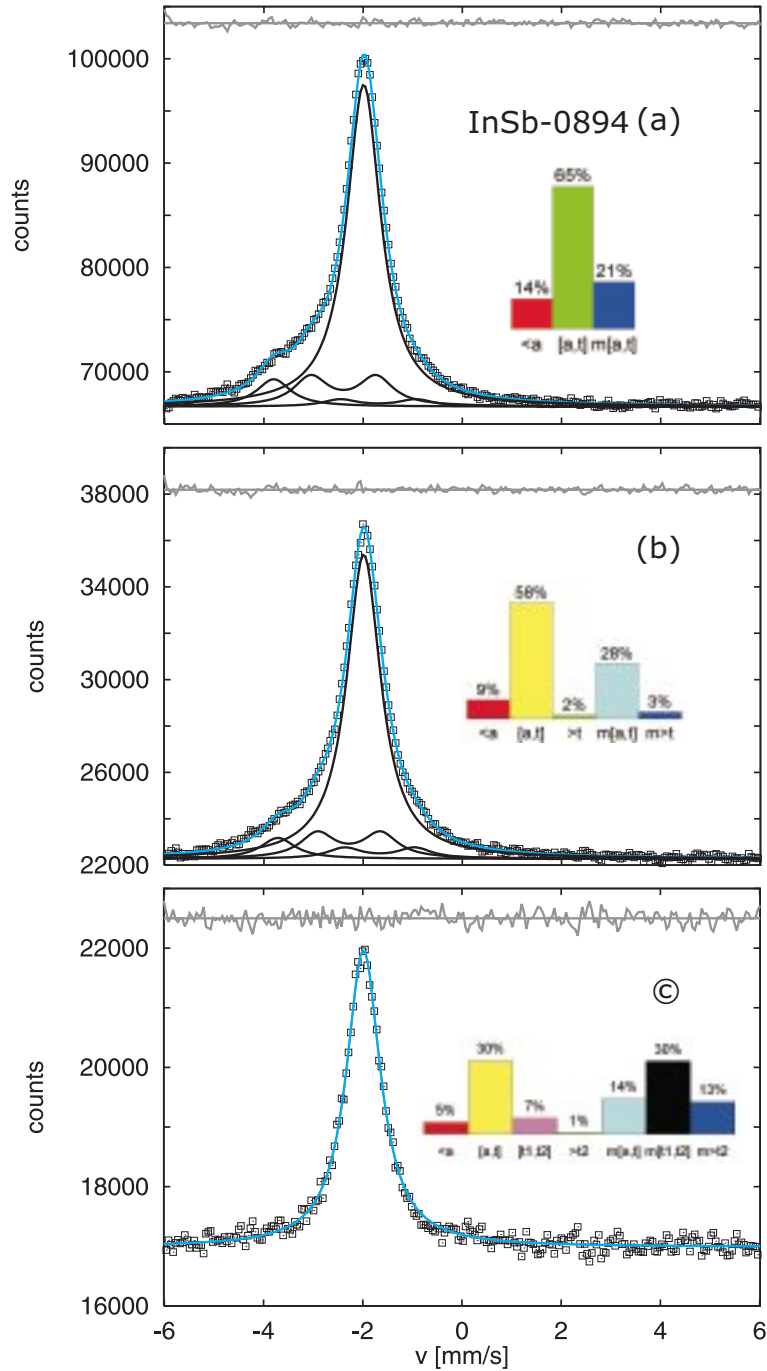 100000
90000
80000
70000
counts
InSb-0894 (a)
65%
14%
21%
<a [a,t] m[a,t]
38000
34000
30000
26000
22000
counts
(b)
58%
28%
9%
2%
3%
<a [a,t] >t m[a,t] m>t
22000
20000
18000
16000
counts
©
30%
30%
14%
13%
5%
7%
1%
<a [a,t] [t1,t2] >t2 m[a,t] m[t1,t2] m>t2
-6 -4 -2 0 2 4 6
v [mm/s]